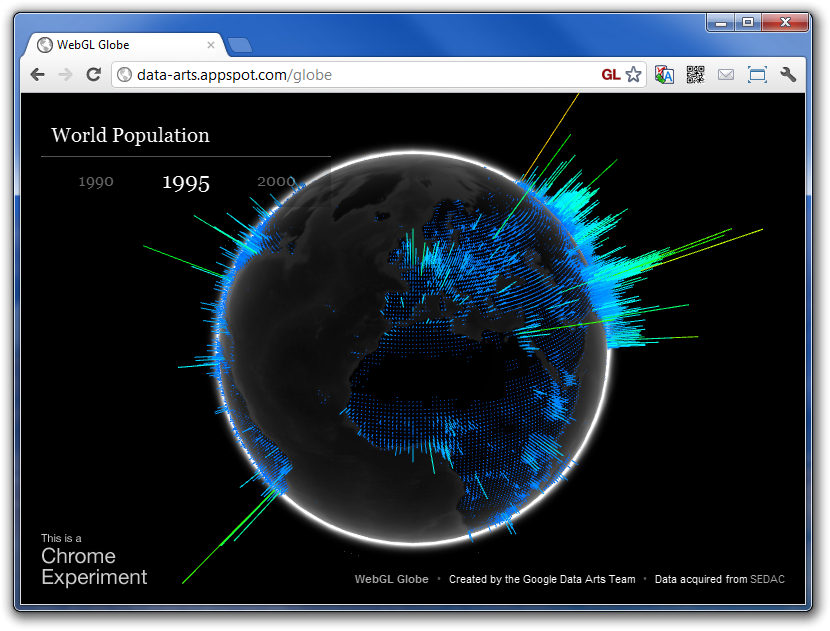 WebGL Globe
data-arts.appspot.com/globe
GL
World Population
1990 1995 2000
This is a
Chrome
Experiment
WebGL Globe • Created by the Google Data Arts Team • Data acquired from SEDAC